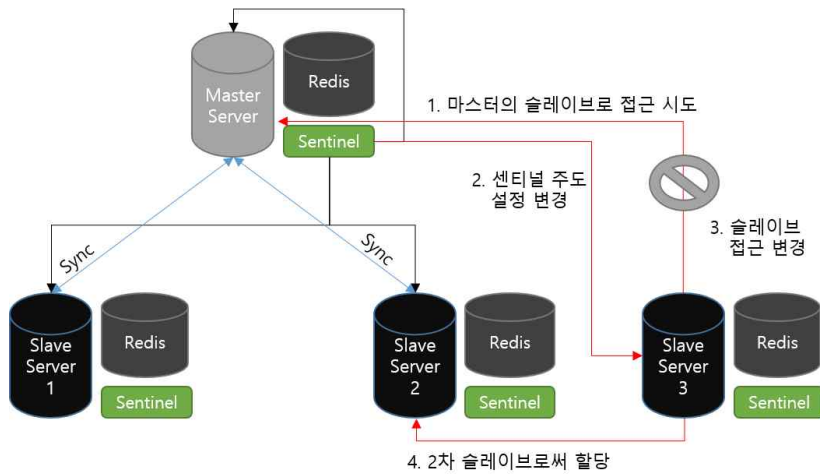 Master
Server
Redis
Sentinel
1. 마스터의 슬레이브로 접근 시도
2. 센티널 주도
설정 변경
3. 슬레이브
접근 변경
Sync
Sync
Slave
Server
1
Redis
Sentinel
Slave
Server
2
Redis
Sentinel
Slave
Server
3
Redis
Sentinel
4. 2차 슬레이브로써 할당